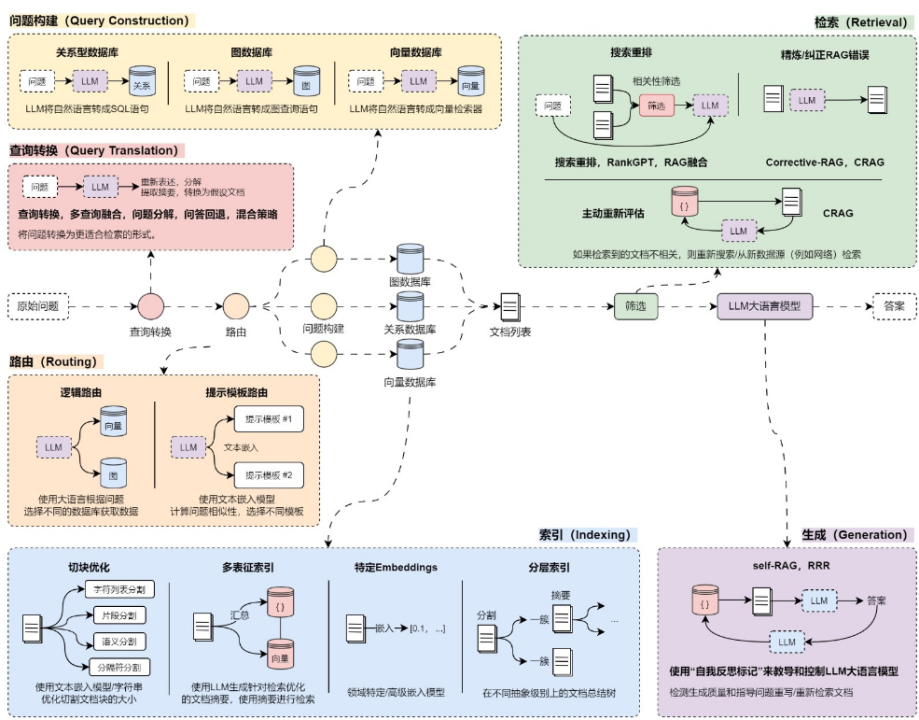 问题构建（Query Construction）
关系型数据库
问题
LLM
关系
LLM将自然语言转成SQL语句
图数据库
问题
LLM
图
LLM将自然语言转成图查询语句
向量数据库
问题
LLM
向量
LLM将自然语言转成向量检索器
检索（Retrieval）
搜索重排
问题
相关性筛选
筛选
LLM
搜索重排，RankGPT，RAG融合
精炼/纠正RAG错误
LLM
Corrective-RAG，CRAG
主动重新评估
{ }
LLM
CRAG
如果检索到的文档不相关，则重新搜索/从新数据源（例如网络）检索
查询转换（Query Translation）
问题
LLM
重新表述，分解
提取摘要，转换为假设文档
查询转换，多查询融合，问题分解，问答回退，混合策略
将问题转换为更适合检索的形式。
原始问题
查询转换
路由
问题构建
图数据库
关系数据库
向量数据库
文档列表
筛选
LLM大语言模型
答案
路由（Routing）
逻辑路由
LLM
向量
图
使用大语言根据问题
选择不同的数据库获取数据
提示模板路由
LLM
提示模板 #1
文本嵌入
提示模板 #2
使用文本嵌入模型
计算问题相似性，选择不同模板
索引（Indexing）
切块优化
字符列表分割
片段分割
语义分割
分隔符分割
使用文本嵌入模型/字符串
优化切割文档块的大小
多表征索引
汇总
{ }
向量
使用LLM生成针对检索优化
的文档摘要，使用摘要进行检索
特定Embeddings
嵌入
[0.1, ...]
领域特定/高级嵌入模型
分层索引
分割
摘要
一簇
...
一簇
在不同抽象级别上的文档总结树
生成（Generation）
self-RAG，RRR
{ }
LLM
答案
LLM
使用“自我反思标记”来教导和控制LLM大语言模型
检测生成质量和指导问题重写/重新检索文档